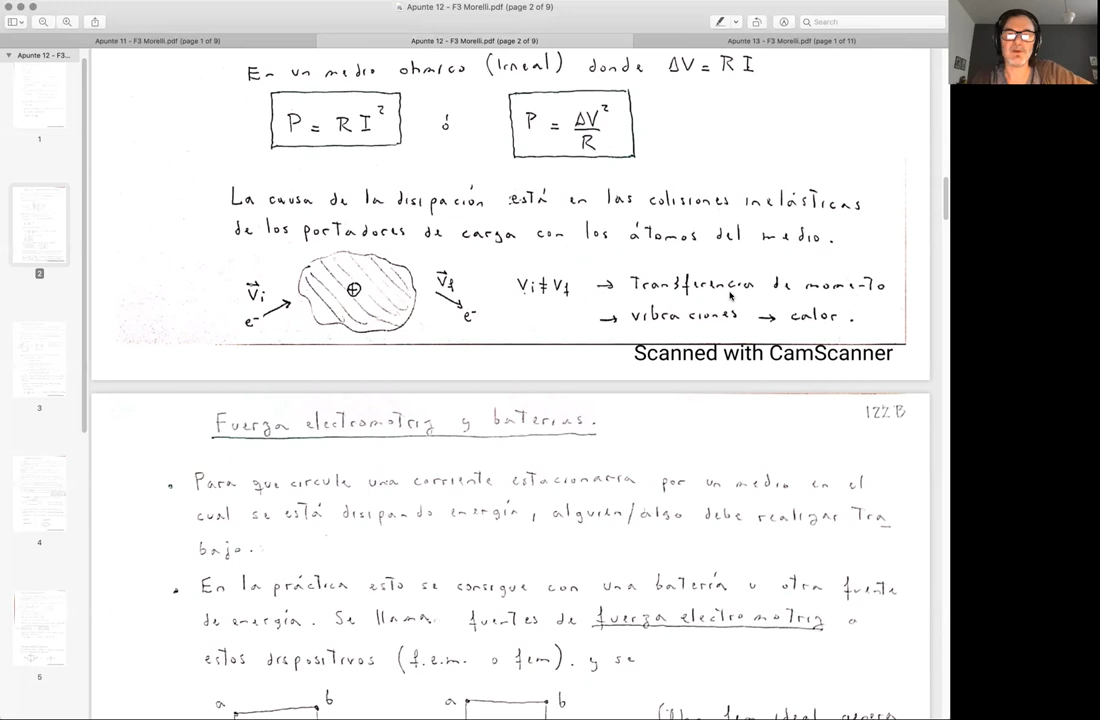 Apunte 12 - F3 Morelli.pdf (page 2 of 9)
Search
Apunte 11 - F3 Morelli.pdf (page 1 of 9)
Apunte 12 - F3 Morelli.pdf (page 2 of 9)
Apunte 13 - F3 Morelli.pdf (page 1 of 11)
Apunte 12 - F3...
1
2
3
4
5
En un medio ohmico (lineal) donde ΔV = R I
P = R I² ó P = ΔV²/R
La causa de la disipación está en las colisiones inelásticas
de los portadores de carga con los átomos del medio.
V⃗i e⁻ ⊕ V⃗f e⁻ Vi ≠ Vf → Transferencia de momento
→ vibraciones → calor.
Scanned with CamScanner
Fuerza electromotriz y baterias.
122B
• Para que circule una corriente estacionaria por un medio en el
cual se está disipando energía, alguien/algo debe realizar Tra
bajo.
• En la práctica esto se consigue con una batería u otra fuente
de energía. Se llama fuentes de fuerza electromotriz a
estos dispositivos (f.e.m. o fem). y se
a b a b